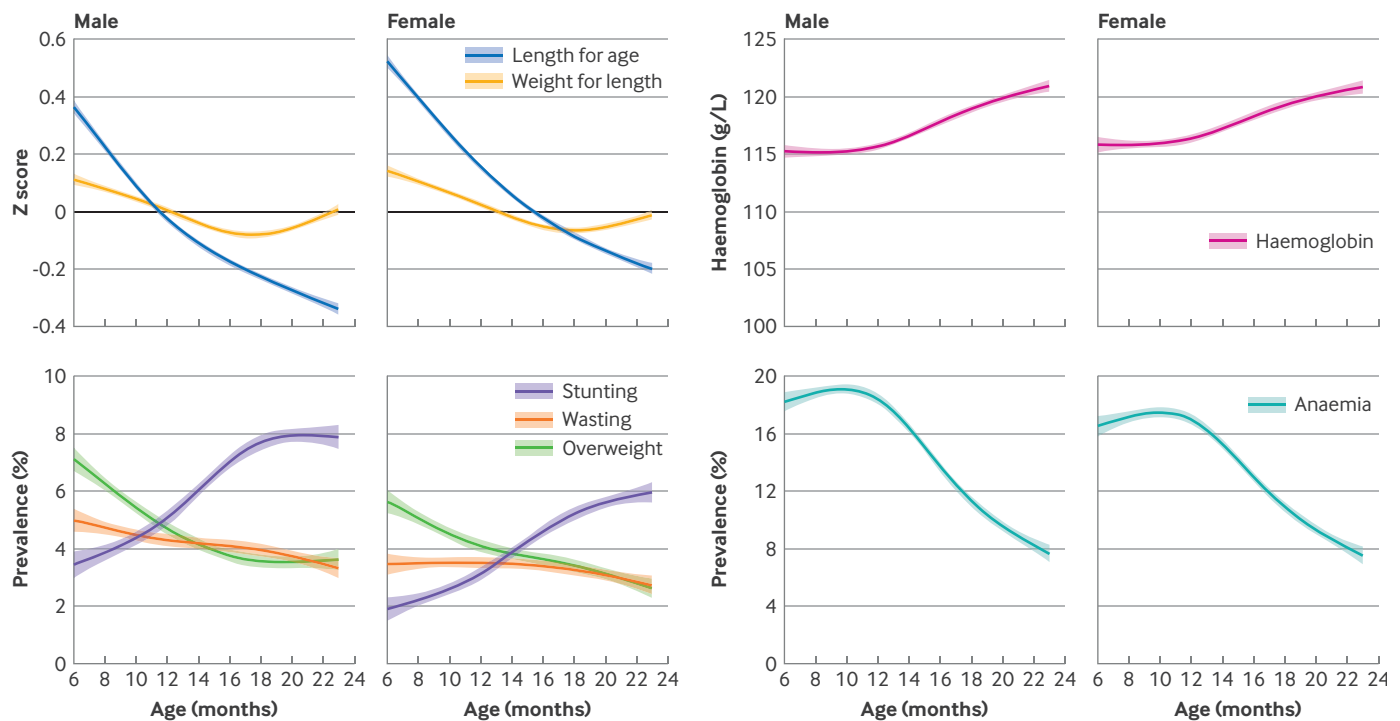 Male
Female
Z score
0.6
0.4
0.2
0
-0.2
-0.4
Length for age
Weight for length
Male
Female
Haemoglobin (g/L)
125
120
115
110
105
100
Haemoglobin
Prevalence (%)
10
8
6
4
2
0
Stunting
Wasting
Overweight
6 8 10 12 14 16 18 20 22 24
Age (months)
6 8 10 12 14 16 18 20 22 24
Age (months)
Prevalence (%)
20
16
12
8
4
0
Anaemia
6 8 10 12 14 16 18 20 22 24
Age (months)
6 8 10 12 14 16 18 20 22 24
Age (months)